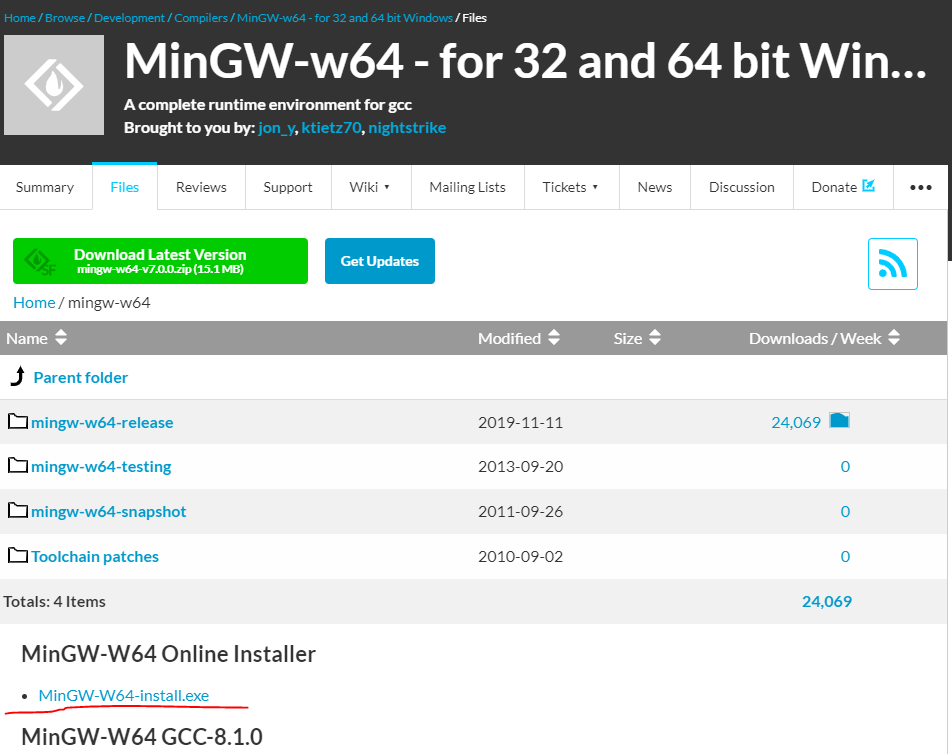 Home / Browse / Development / Compilers / MinGW-w64 - for 32 and 64 bit Windows / Files
MinGW-w64 - for 32 and 64 bit Win...
A complete runtime environment for gcc
Brought to you by: jon_y, ktietz70, nightstrike
Summary Files Reviews Support Wiki Mailing Lists Tickets News Discussion Donate
Download Latest Version
mingw-w64-v7.0.0.zip (15.1 MB)
SF
Get Updates
Home / mingw-w64
Name Modified Size Downloads / Week
Parent folder
mingw-w64-release 2019-11-11 24,069
mingw-w64-testing 2013-09-20 0
mingw-w64-snapshot 2011-09-26 0
Toolchain patches 2010-09-02 0
Totals: 4 Items 24,069
MinGW-W64 Online Installer
• MinGW-W64-install.exe
MinGW-W64 GCC-8.1.0